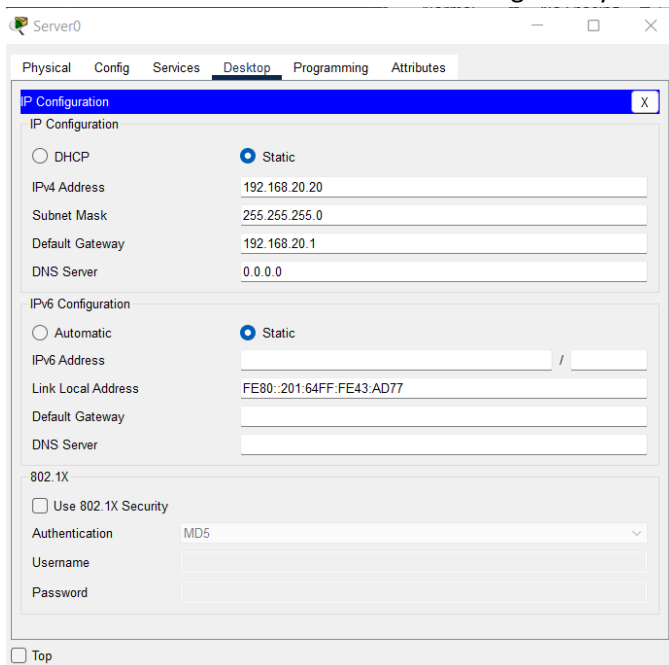 Server0
Physical Config Services Desktop Programming Attributes
IP Configuration X
IP Configuration
DHCP Static
IPv4 Address 192.168.20.20
Subnet Mask 255.255.255.0
Default Gateway 192.168.20.1
DNS Server 0.0.0.0
IPv6 Configuration
Automatic Static
IPv6 Address /
Link Local Address FE80::201:64FF:FE43:AD77
Default Gateway
DNS Server
802.1X
Use 802.1X Security
Authentication MD5
Username
Password
Top